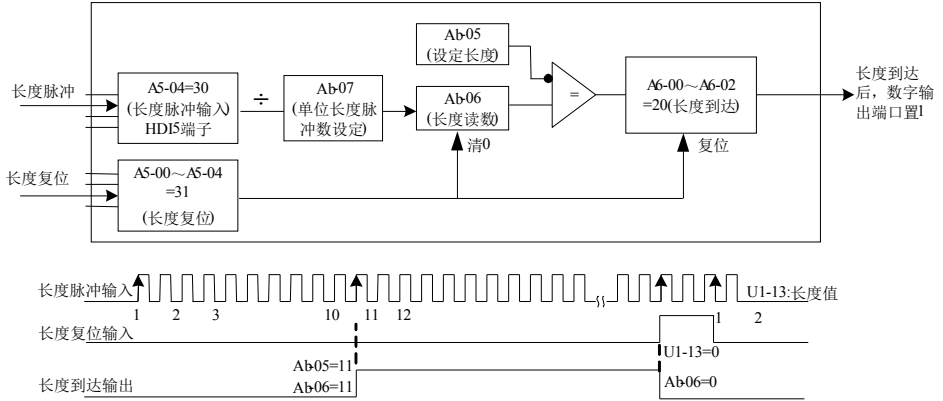 长度脉冲
A5-04=30
(长度脉冲输入)
HDI5端子
÷
Ab-07
(单位长度脉
冲数设定)
Ab-05
(设定长度)
Ab-06
(长度读数)
清0
=
A6-00～A6-02
=20(长度到达)
复位
长度到达
后，数字输
出端口置1
长度复位
A5-00～A5-04
=31
(长度复位)
长度脉冲输入
1 2 3 10 11 12 1 2
U1-13:长度值
长度复位输入
Ab-05=11
U1-13=0
长度到达输出
Ab-06=11
Ab-06=0